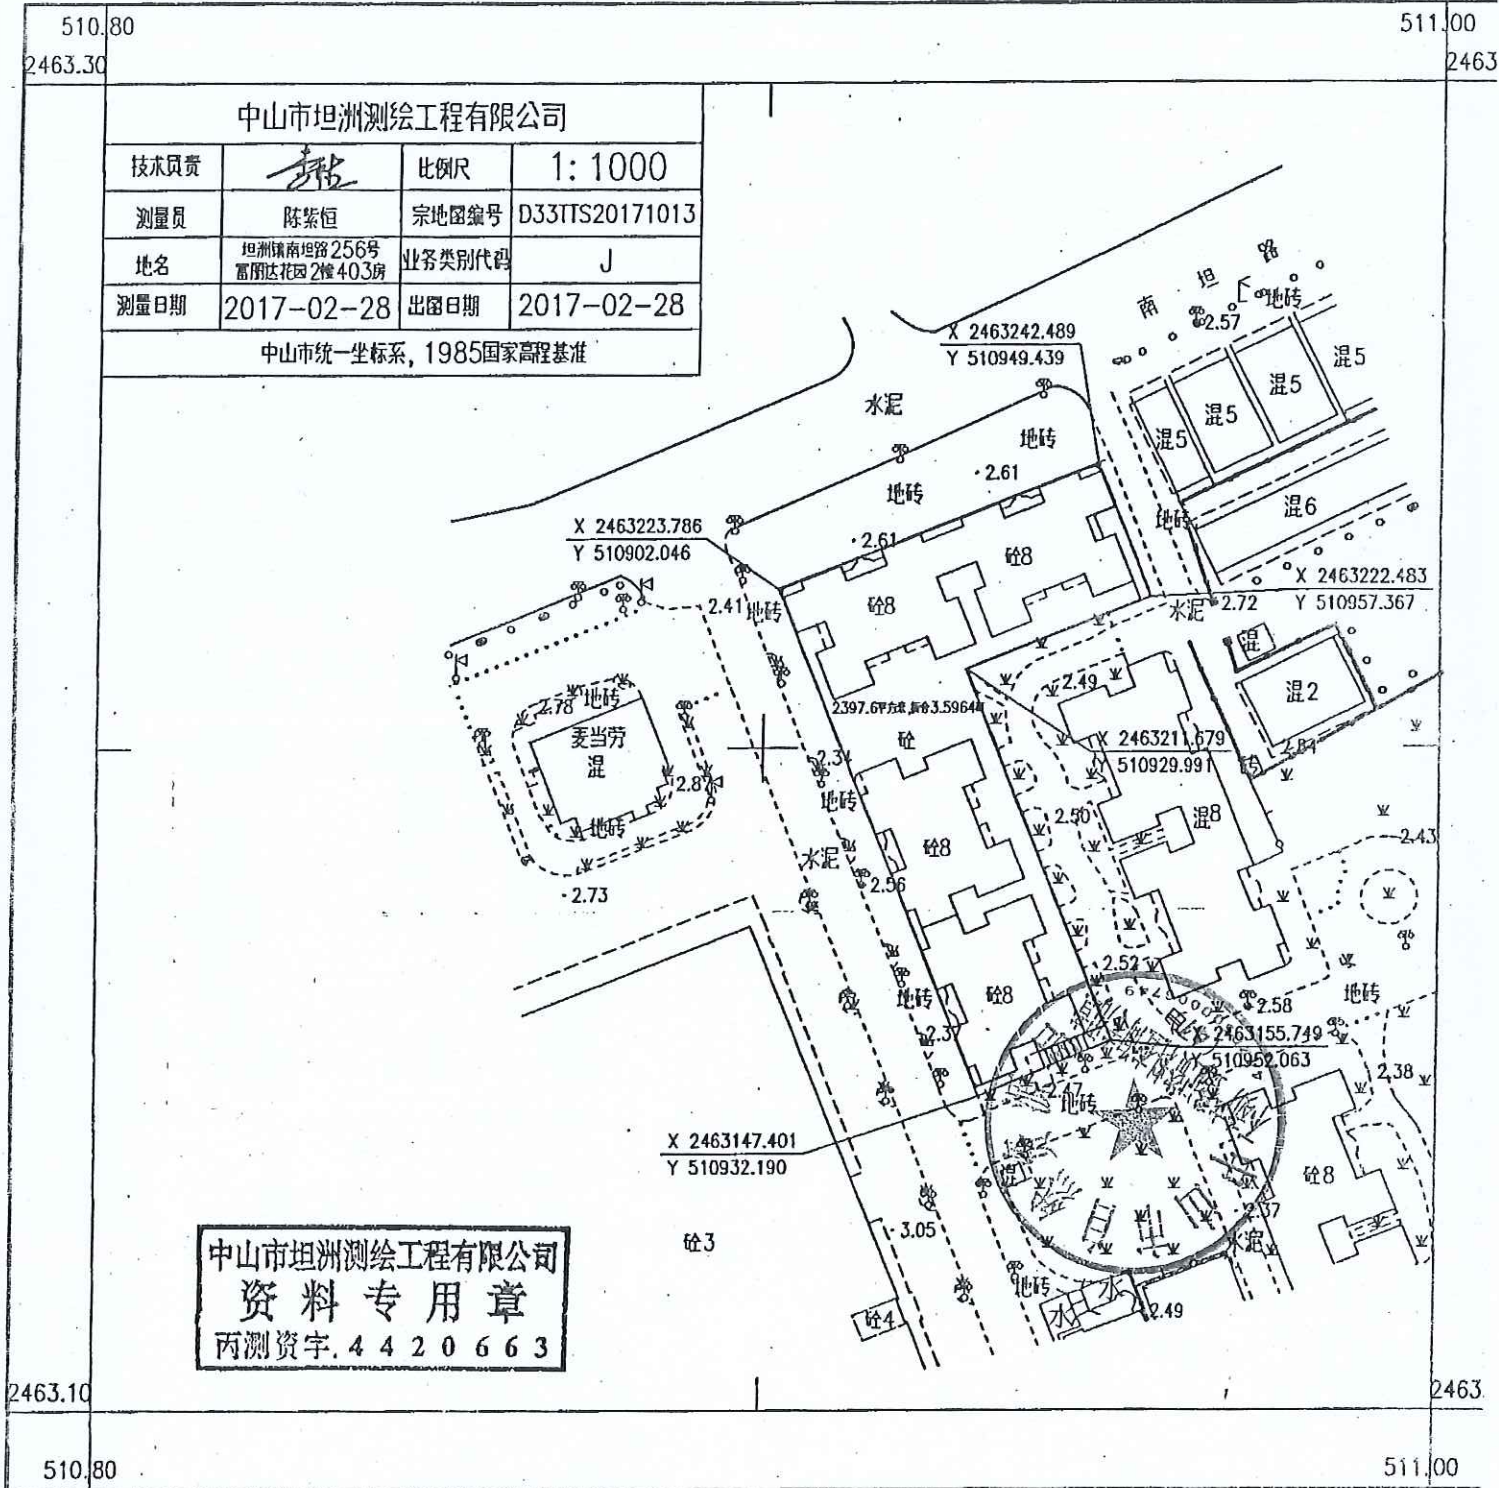 510.80
511.00
2463.30
2463
中山市坦洲测绘工程有限公司
技术负责
比例尺
1:1000
测量员
陈紫恒
宗地图编号
D33TTS20171013
地名
坦洲镇南坦路256号
富丽达花园2幢403房
业务类别代码
J
测量日期
2017-02-28
出图日期
2017-02-28
中山市统一坐标系, 1985国家高程基准
南坦路
地砖
2.57
X 2463242.489
Y 510949.439
混5
混5
混5
混5
水泥
地砖
2.61
地砖
混6
地砖
X 2463223.786
Y 510902.046
2.61
砼8
X 2463222.483
Y 510957.367
2.41
地砖
砼8
水泥
2.72
混
2.49
混2
2.78
地砖
2397.6平方米,
麦当劳
混
砼
X 2463211.679
Y 510929.991
砖
2.87
2.34
地砖
2.50
混8
地砖
水泥
砼8
2.43
2.56
2.73
2.52
地砖
砼8
2.58
地砖
2.37
X 2463155.749
Y 510952.063
2.47
地砖
2.38
X 2463147.401
Y 510932.190
混
砼8
2.37
水泥
3.05
砼3
中山市坦洲测绘工程有限公司
资料专用章
丙测资字.4420663
地砖
水
水
2.49
砼4
2463.10
2463.
510.80
511.00